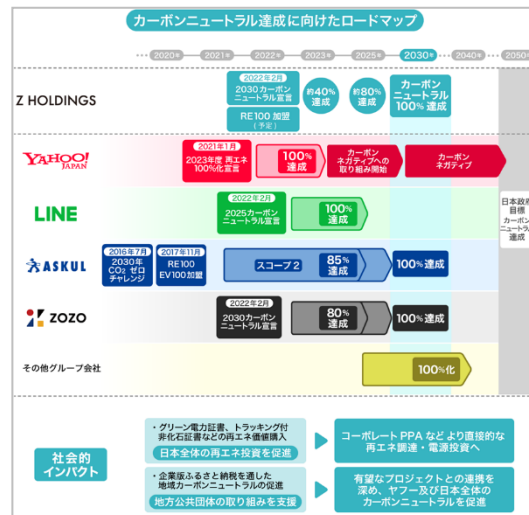 カーボンニュートラル達成に向けたロードマップ
2020年 2021年 2022年 2023年 2025年 2030年 2040年 2050年
Z HOLDINGS
2022年2月
2030カーボン
ニュートラル宣言
RE100 加盟
(予定)
約40%
達成
約80%
達成
カーボン
ニュートラル
100%達成
YAHOO!
JAPAN
2021年1月
2023年度 再エネ
100%化宣言
100%
達成
カーボン
ネガティブへの
取り組み開始
カーボン
ネガティブ
LINE
2022年2月
2025カーボン
ニュートラル宣言
100%
達成
日本政府
目標
カーボン
ニュートラル
達成
ASKUL
2016年7月
2030年
CO2 ゼロ
チャレンジ
2017年11月
RE100
EV100加盟
スコープ2
85%
達成
100%達成
ZOZO
2022年2月
2030カーボン
ニュートラル宣言
80%
達成
100%達成
その他グループ会社
100%化
社会的
インパクト
・グリーン電力証書、トラッキング付
非化石証書などの再エネ価値購入
日本全体の再エネ投資を促進
コーポレートPPAなどより直接的な
再エネ調達・電源投資へ
・企業版ふるさと納税を通した
地域カーボンニュートラルの促進
地方公共団体の取り組みを支援
有望なプロジェクトとの連携を
深め、ヤフー及び日本全体の
カーボンニュートラルを促進